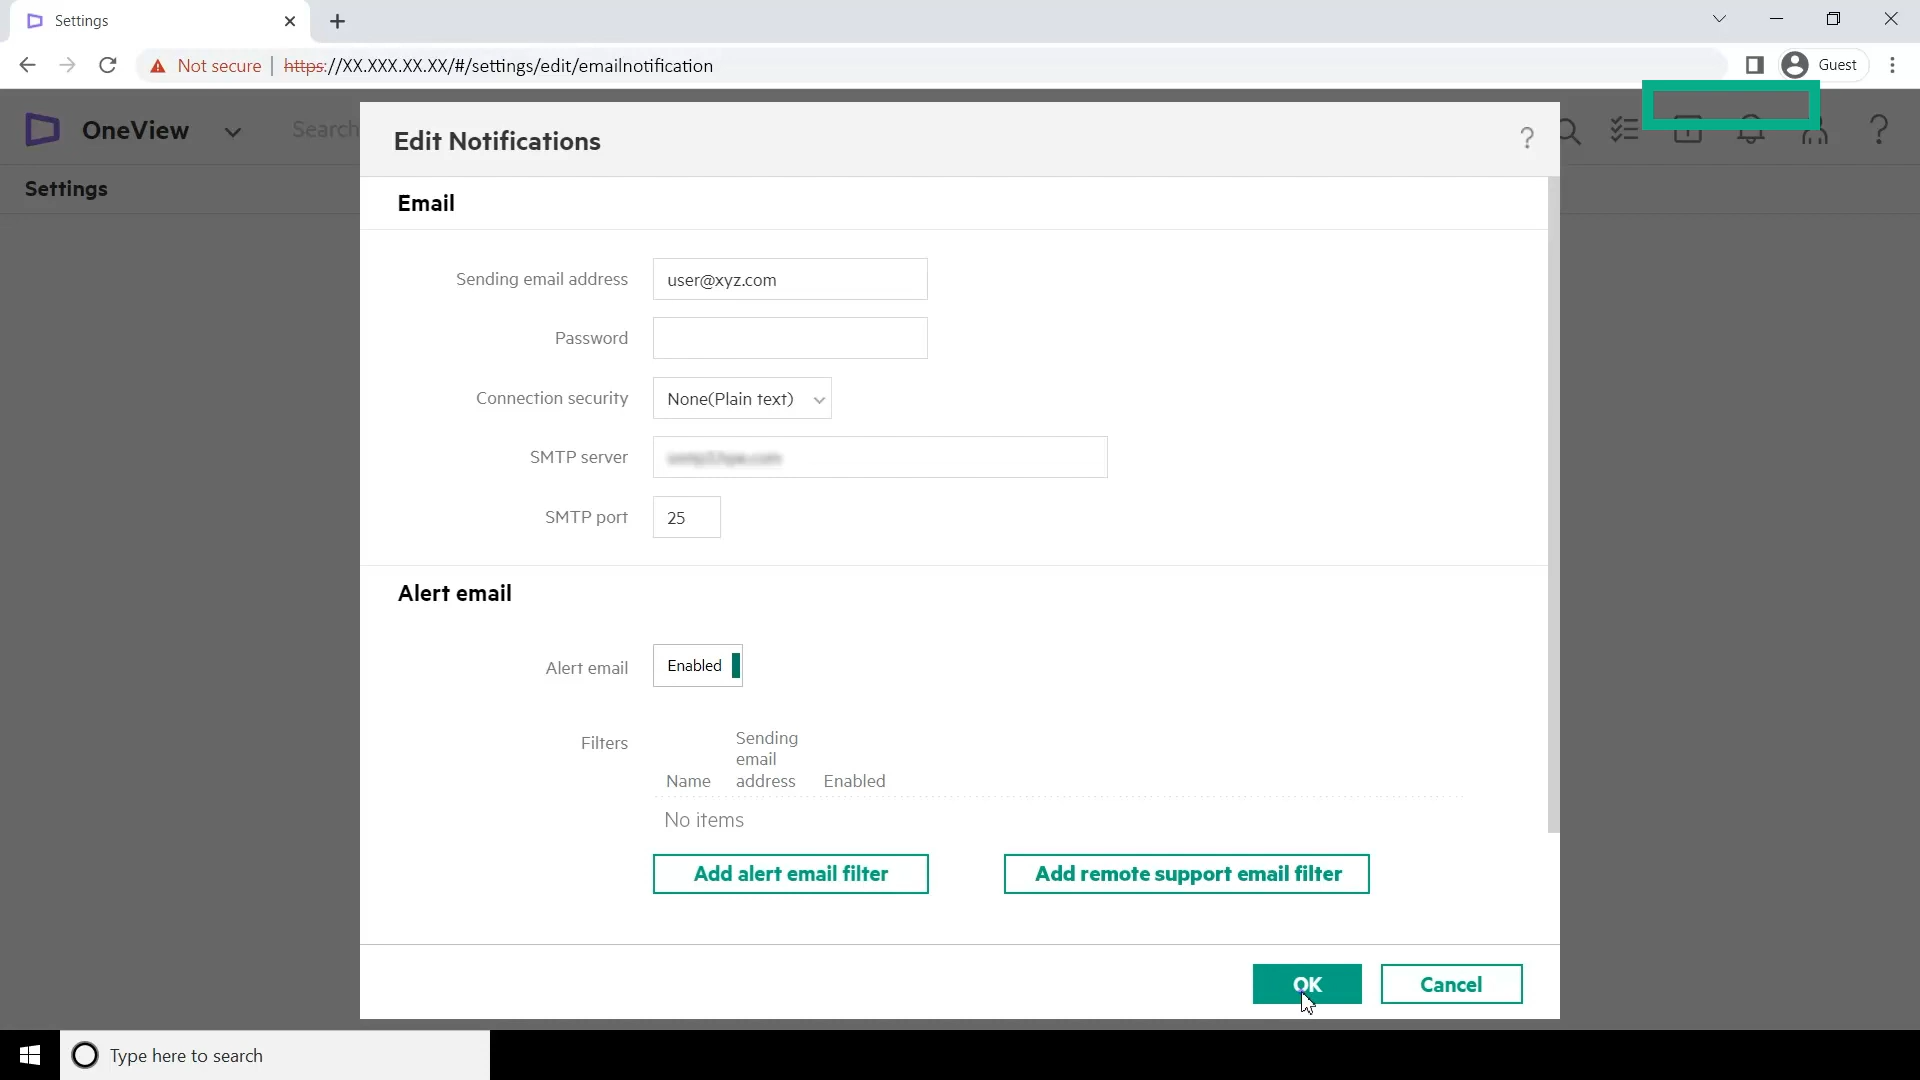 Settings
Not secure
https://XX.XXX.XX.XX/#/settings/edit/emailnotification
Guest
OneView
Search
Settings
Edit Notifications
?
?
Email
Sending email address
user@xyz.com
Password
Connection security
None(Plain text)
SMTP server
SMTP port
25
Alert email
Alert email
Enabled
Filters
Name
Sending
email
address
Enabled
No items
Add alert email filter
Add remote support email filter
OK
Cancel
Type here to search